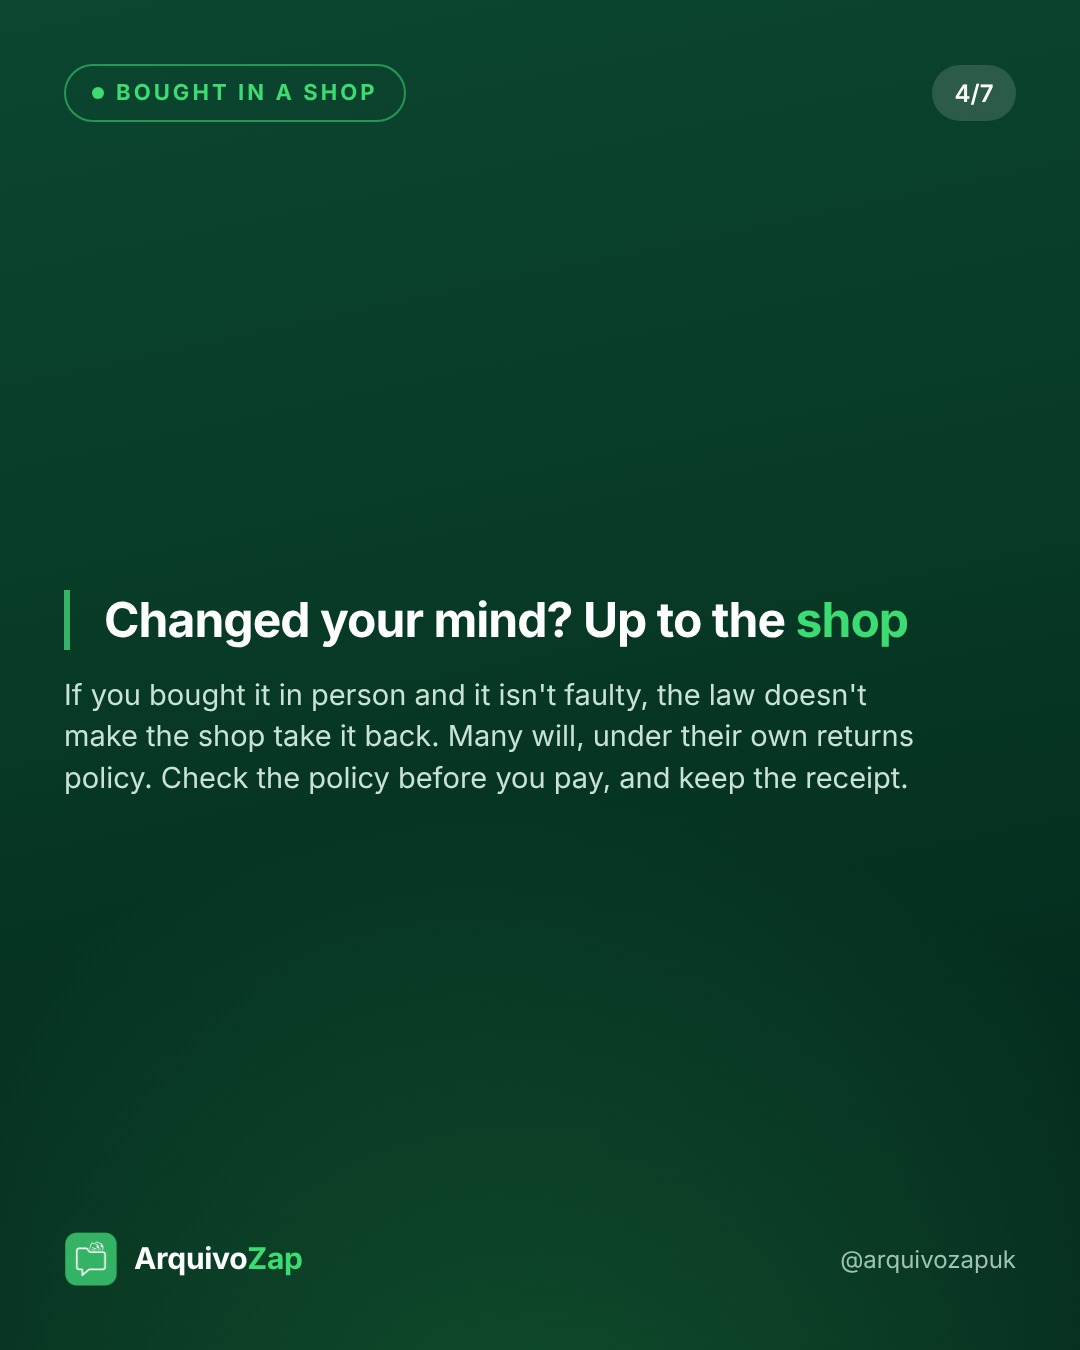 BOUGHT IN A SHOP
4/7
Changed your mind? Up to the shop
If you bought it in person and it isn't faulty, the law doesn't
make the shop take it back. Many will, under their own returns
policy. Check the policy before you pay, and keep the receipt.
ArquivoZap
@arquivozapuk